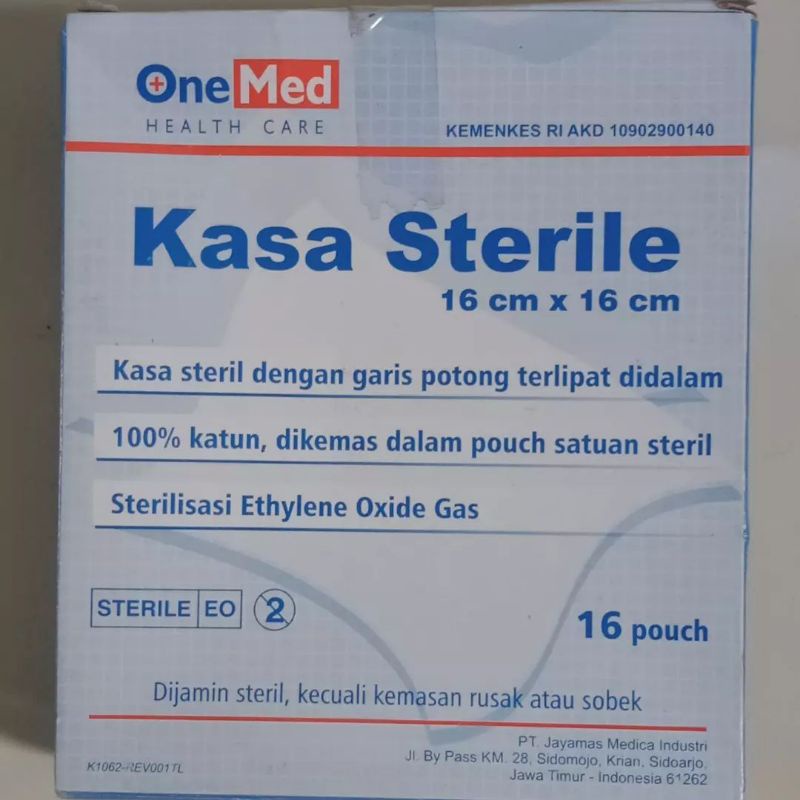 OneMed
HEALTH CARE
KEMENKES RI AKD 10902900140
Kasa Sterile
16 cm x 16 cm
Kasa steril dengan garis potong terlipat didalam
100% katun, dikemas dalam pouch satuan steril
Sterilisasi Ethylene Oxide Gas
STERILE EO 2
16 pouch
Dijamin steril, kecuali kemasan rusak atau sobek
PT. Jayamas Medica Industri
Jl. By Pass KM. 28, Sidomojo, Krian, Sidoarjo,
K1062-REV001TL
Jawa Timur - Indonesia 61262